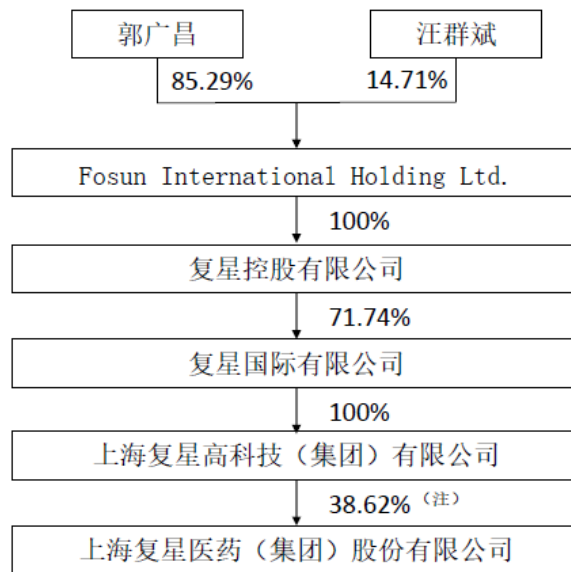 郭广昌
汪群斌
85.29%
14.71%
Fosun International Holding Ltd.
100%
复星控股有限公司
71.74%
复星国际有限公司
100%
上海复星高科技（集团）有限公司
38.62%（注）
上海复星医药（集团）股份有限公司